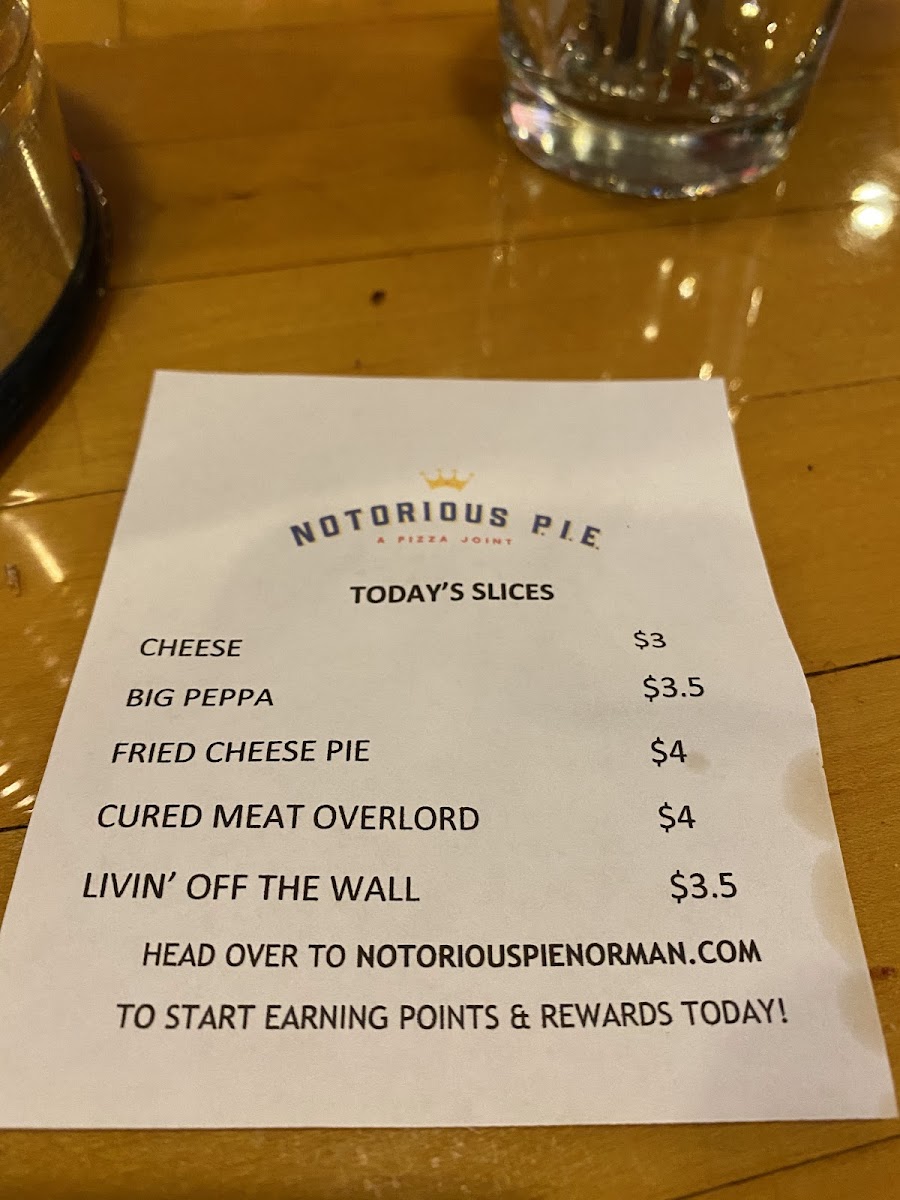 NOTORIOUS P.I.E.
A PIZZA JOINT
TODAY'S SLICES
CHEESE $3
BIG PEPPA $3.5
FRIED CHEESE PIE $4
CURED MEAT OVERLORD $4
LIVIN' OFF THE WALL $3.5
HEAD OVER TO NOTORIOUSPIENORMAN.COM
TO START EARNING POINTS & REWARDS TODAY!